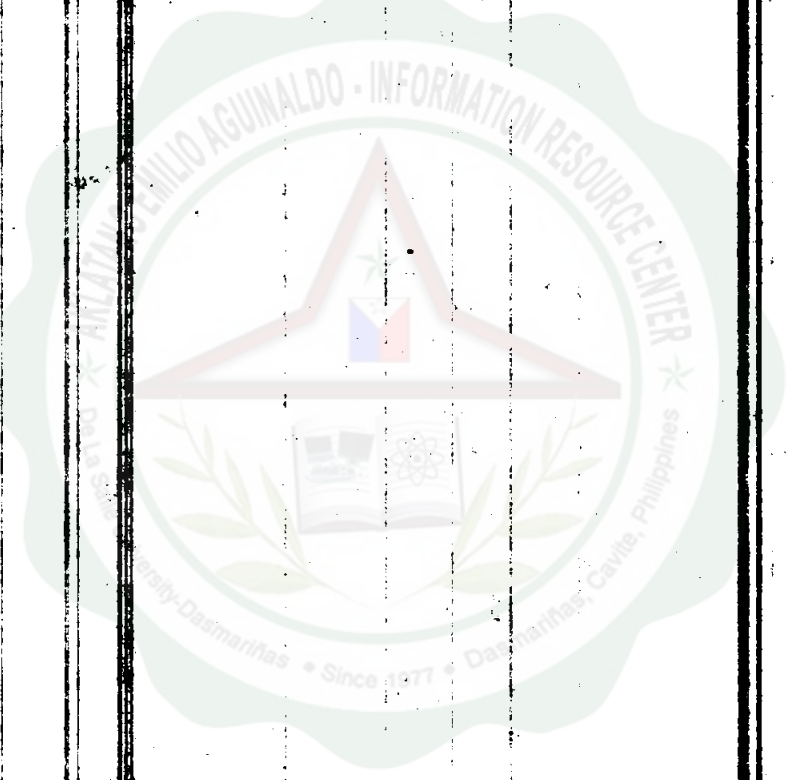 AKLATANG EMILIO AGUINALDO - INFORMATION RESOURCE CENTER
De La Salle University-Dasmariñas • Since 1977 • Dasmariñas, Cavite, Philippines